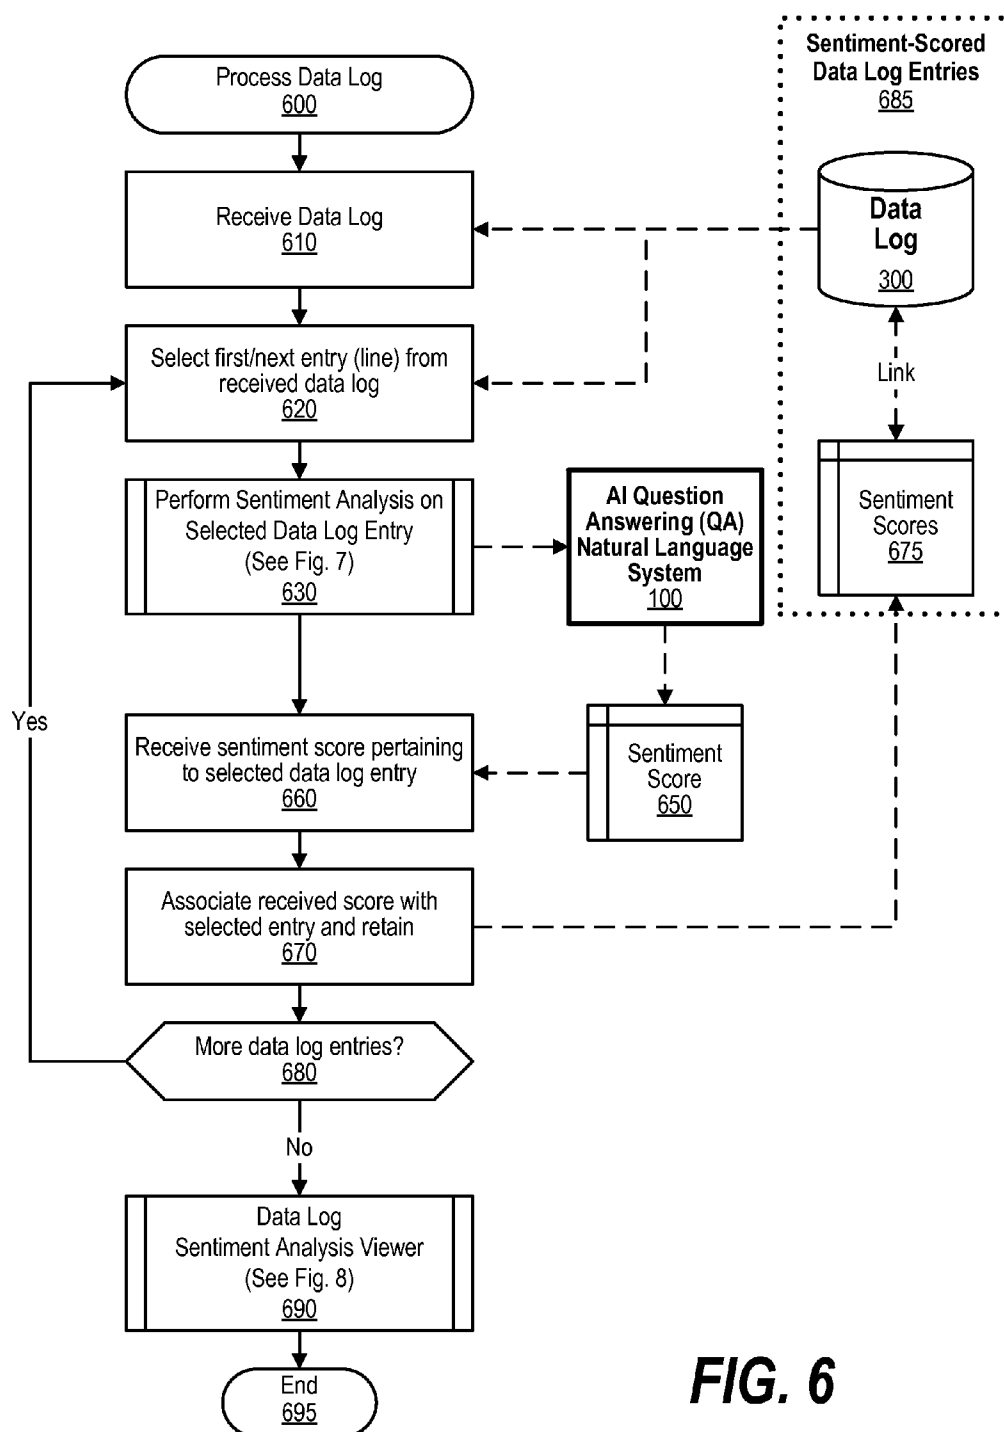 Process Data Log
600
Sentiment-Scored
Data Log Entries
685
Receive Data Log
610
Data
Log
300
Select first/next entry (line) from
received data log
620
Link
Perform Sentiment Analysis on
Selected Data Log Entry
(See Fig. 7)
630
AI Question
Answering (QA)
Natural Language
System
100
Sentiment
Scores
675
Yes
Receive sentiment score pertaining
to selected data log entry
660
Sentiment
Score
650
Associate received score with
selected entry and retain
670
More data log entries?
680
No
Data Log
Sentiment Analysis Viewer
(See Fig. 8)
690
End
695
FIG. 6